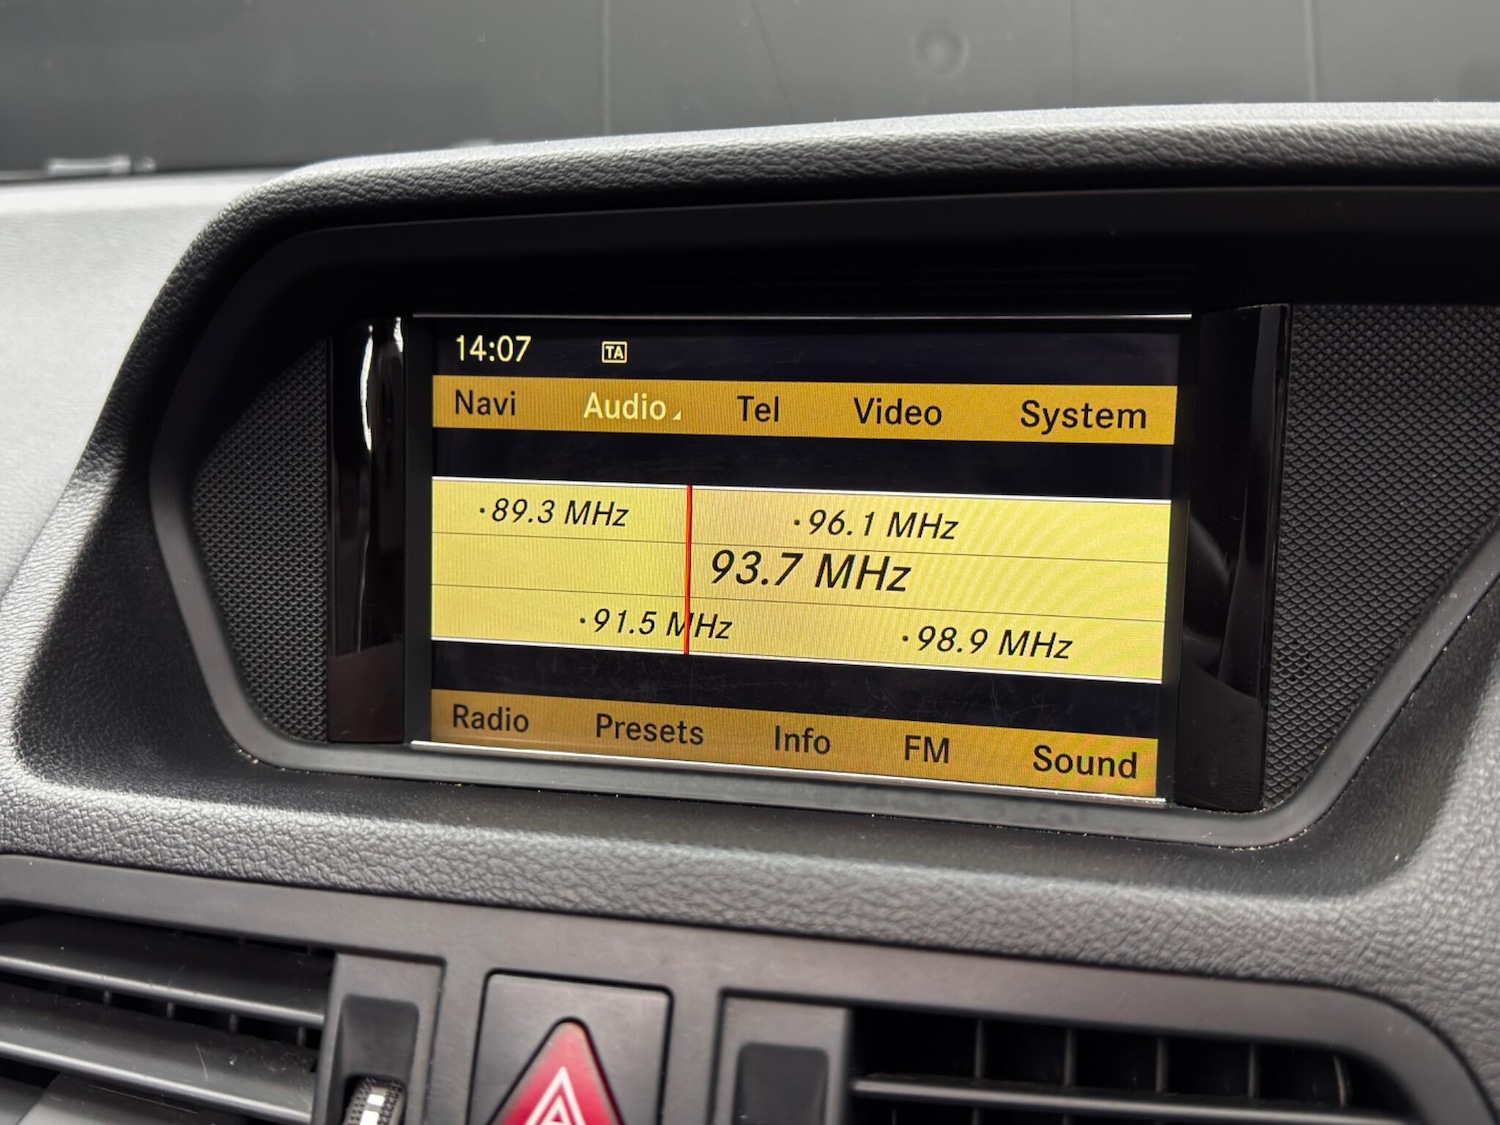 14:07 TA
Navi Audio Tel Video System
·89.3 MHz ·96.1 MHz
93.7 MHz
·91.5 MHz ·98.9 MHz
Radio Presets Info FM Sound